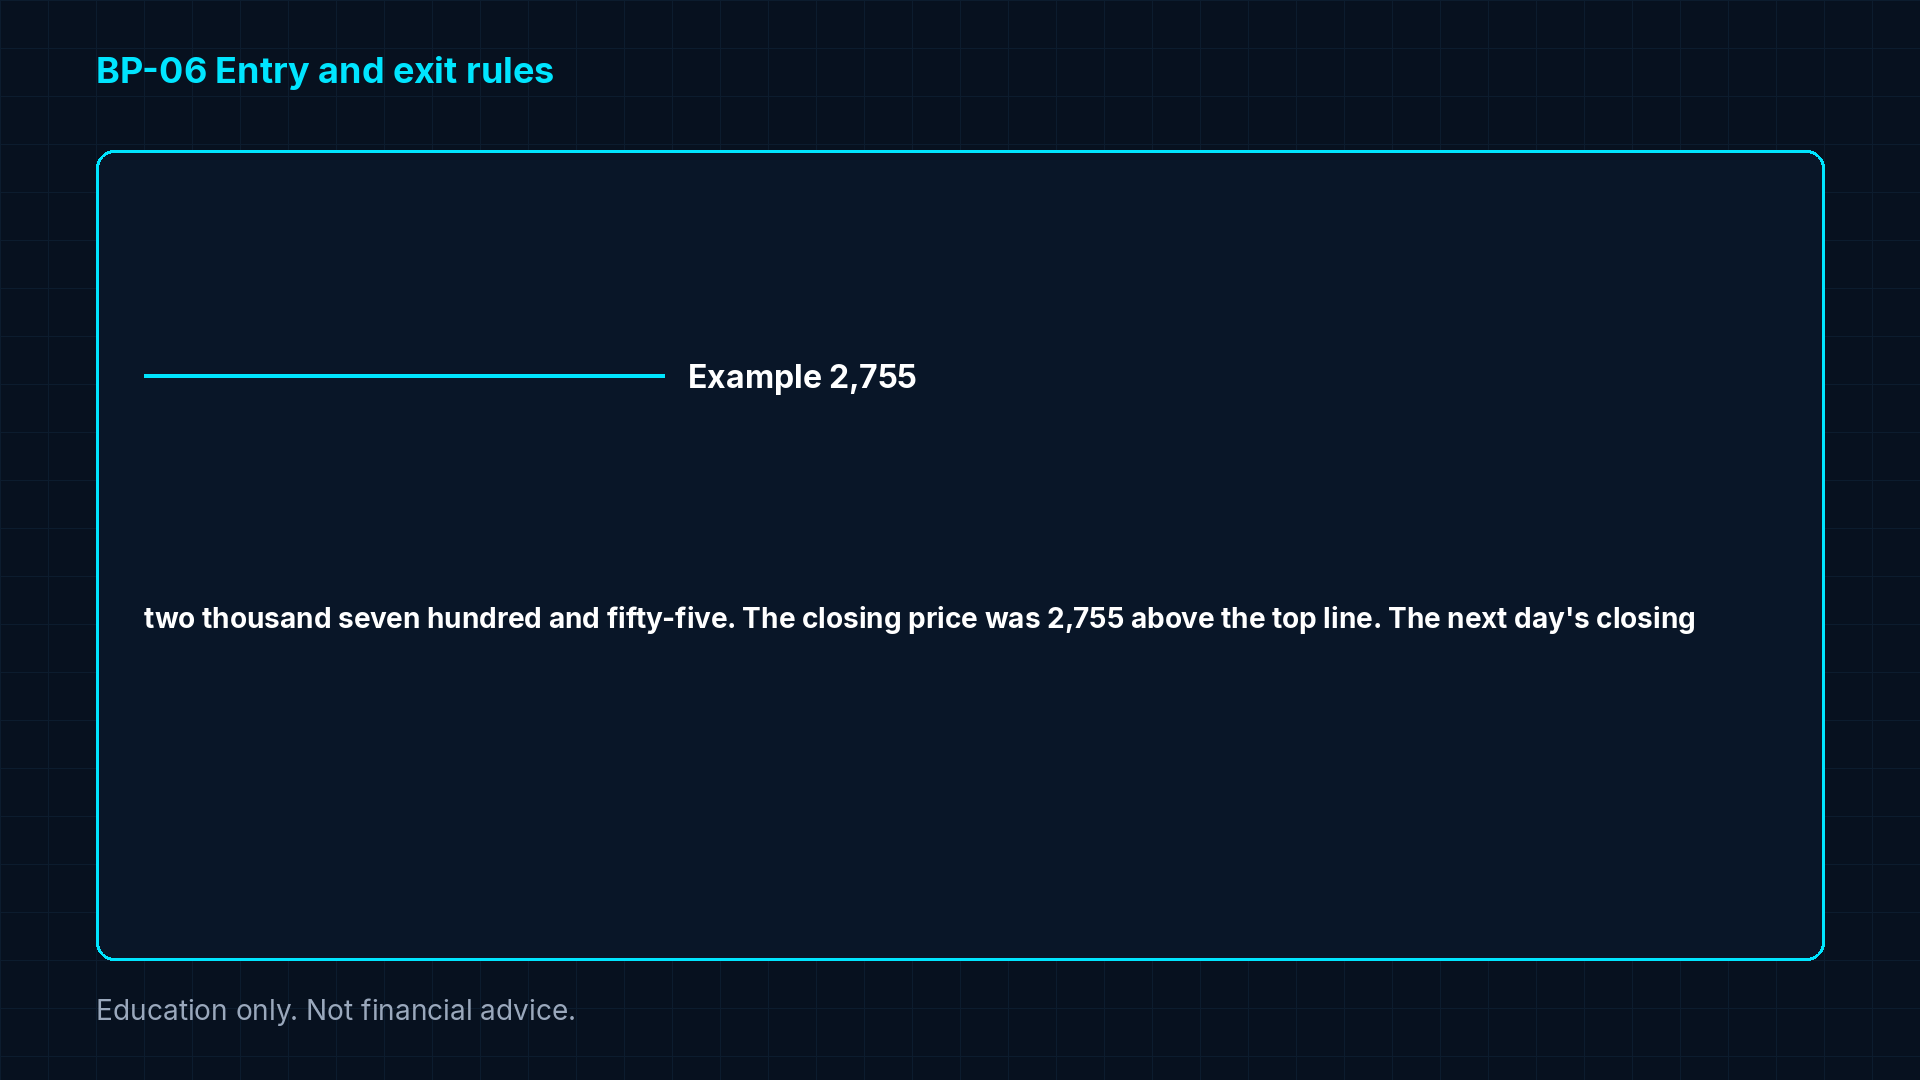 BP-06 Entry and exit rules
Example 2,755
two thousand seven hundred and fifty-five. The closing price was 2,755 above the top line. The next day's closing
Education only. Not financial advice.